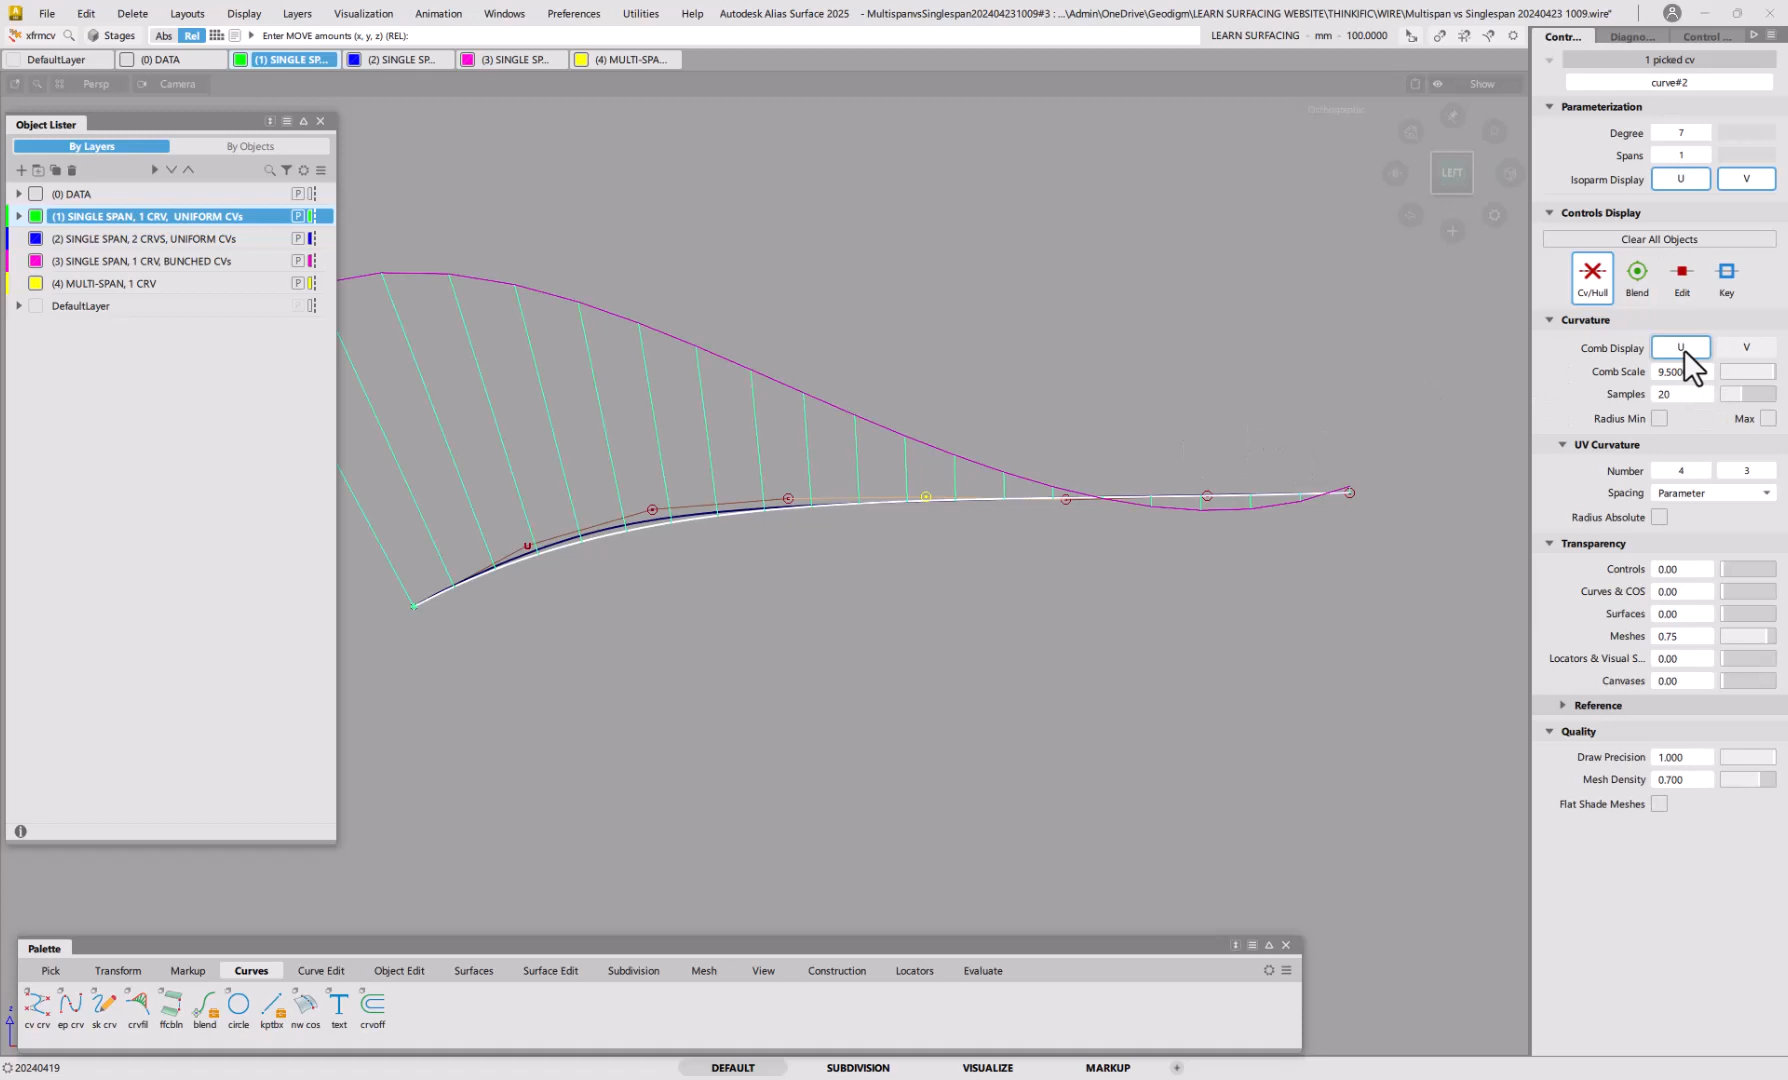 File Edit Delete Layouts Display Layers Visualization Animation Windows Preferences Utilities Help Autodesk Alias Surface 2025 - MultispanvsSinglespan202404231009#3 : ...\Admin\OneDrive\Geodigm\LEARN SURFACING WEBSITE\THINKIFIC\WIRE\Multispan vs Singlespan 20240423 1009.wire*
xfrmcv Stages Abs Rel Enter MOVE amounts (x, y, z) (REL): LEARN SURFACING - mm - 100.0000
DefaultLayer (0) DATA (1) SINGLE SP... (2) SINGLE SP... (3) SINGLE SP... (4) MULTI-SPA...
Persp Camera Show
Object Lister
By Layers By Objects
(0) DATA P
(1) SINGLE SPAN, 1 CRV, UNIFORM CVs P
(2) SINGLE SPAN, 2 CRVS, UNIFORM CVs P
(3) SINGLE SPAN, 1 CRV, BUNCHED CVs P
(4) MULTI-SPAN, 1 CRV P
DefaultLayer P
LEFT
U
z
Contr... Diagno... Control ...
1 picked cv
curve#2
Parameterization
Degree 7
Spans 1
Isoparm Display U V
Controls Display
Clear All Objects
Cv/Hull Blend Edit Key
Curvature
Comb Display U V
Comb Scale 9.500
Samples 20
Radius Min Max
UV Curvature
Number 4 3
Spacing Parameter
Radius Absolute
Transparency
Controls 0.00
Curves & COS 0.00
Surfaces 0.00
Meshes 0.75
Locators & Visual S... 0.00
Canvases 0.00
Reference
Quality
Draw Precision 1.000
Mesh Density 0.700
Flat Shade Meshes
Palette
Pick Transform Markup Curves Curve Edit Object Edit Surfaces Surface Edit Subdivision Mesh View Construction Locators Evaluate
cv crv ep crv sk crv crvfil ffcbln blend circle kptbx nw cos text crvoff
20240419 DEFAULT SUBDIVISION VISUALIZE MARKUP +